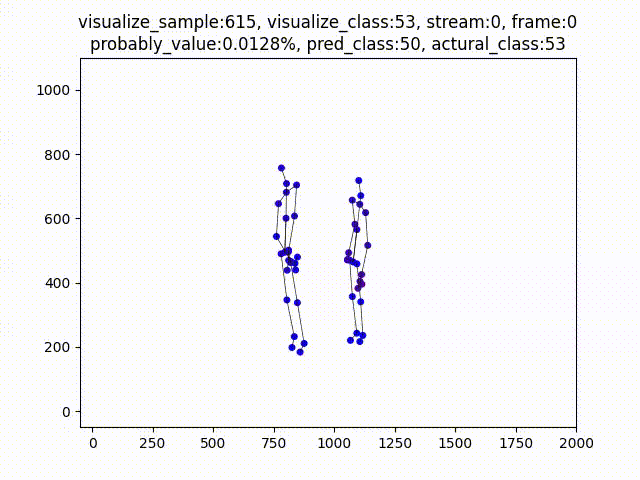 visualize_sample:615, visualize_class:53, stream:0, frame:0
probably_value:0.0128%, pred_class:50, actural_class:53
1000
800
600
400
200
0
0 250 500 750 1000 1250 1500 1750 2000